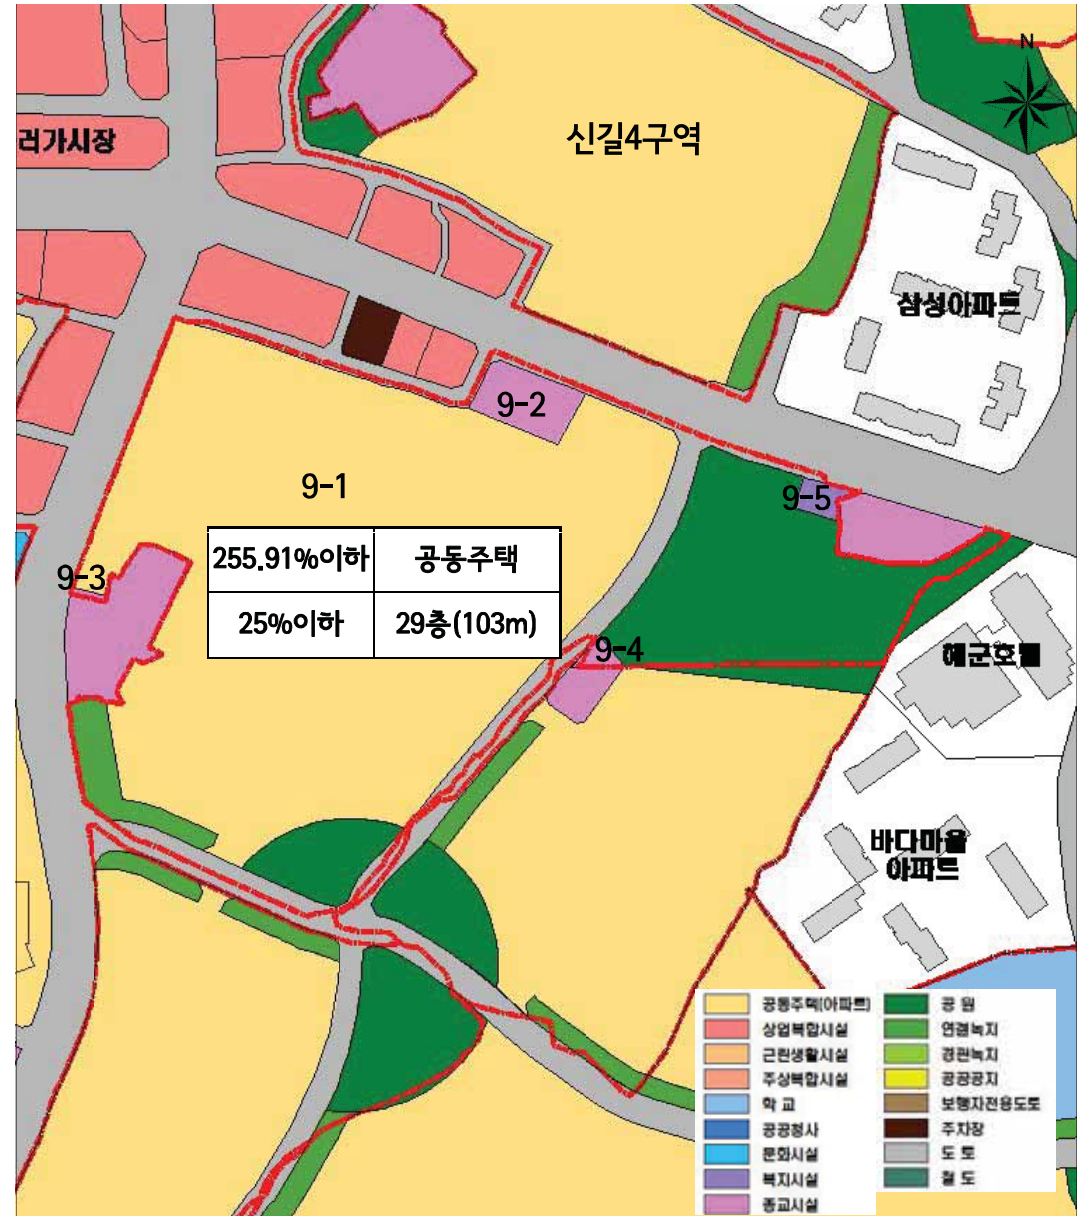 N
러가시장
신길4구역
삼성아파트
9-2
9-1
9-5
255.91%이하 공동주택
25%이하 29층(103m)
9-3
9-4
해군호텔
바다마을
아파트
공동주택(아파트)
상업복합시설
근린생활시설
주상복합시설
학 교
공공청사
문화시설
복지시설
종교시설
공 원
연결녹지
경관녹지
공공공지
보행자전용도로
주차장
도 로
철 도